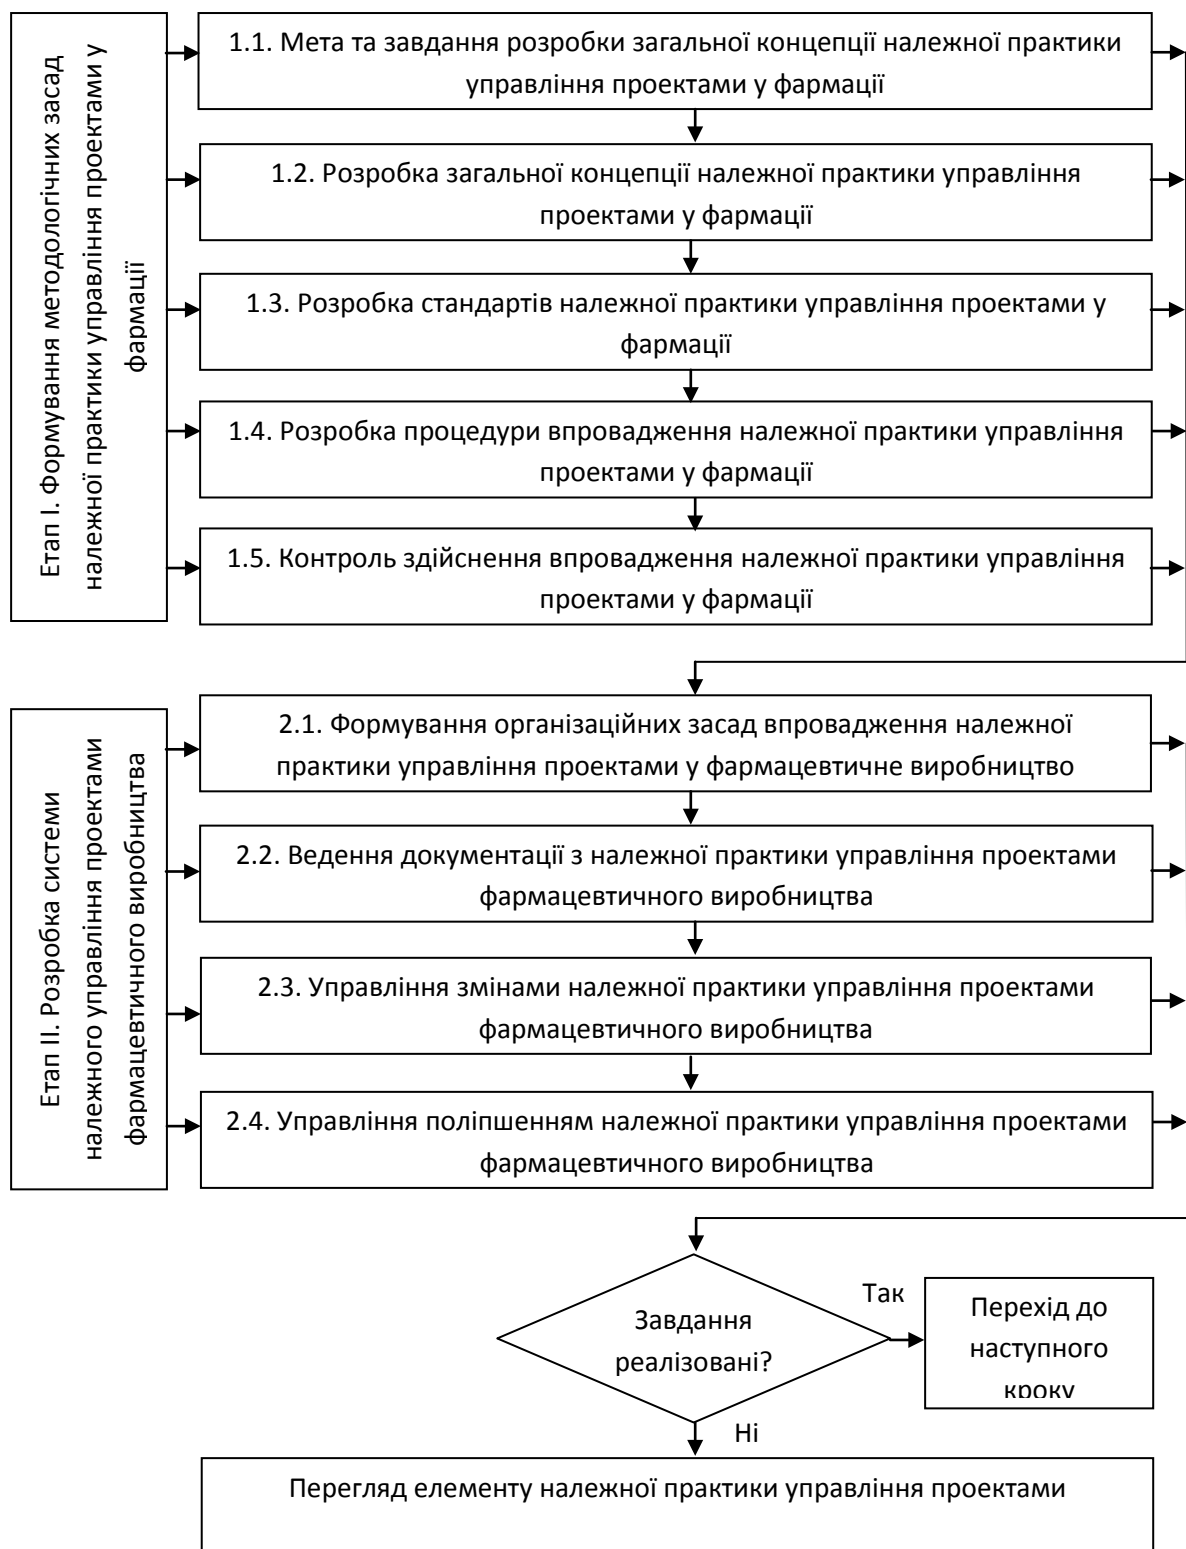 Етап І. Формування методологічних засад
належної практики управління проектами у
фармації
1.1. Мета та завдання розробки загальної концепції належної практики
управління проектами у фармації
1.2. Розробка загальної концепції належної практики управління
проектами у фармації
1.3. Розробка стандартів належної практики управління проектами у
фармації
1.4. Розробка процедури впровадження належної практики управління
проектами у фармації
1.5. Контроль здійснення впровадження належної практики управління
проектами у фармації
Етап ІІ. Розробка системи
належного управління проектами
фармацевтичного виробництва
2.1. Формування організаційних засад впровадження належної
практики управління проектами у фармацевтичне виробництво
2.2. Ведення документації з належної практики управління проектами
фармацевтичного виробництва
2.3. Управління змінами належної практики управління проектами
фармацевтичного виробництва
2.4. Управління поліпшенням належної практики управління проектами
фармацевтичного виробництва
Завдання
реалізовані?
Так
Перехід до
наступного
кроку
Ні
Перегляд елементу належної практики управління проектами